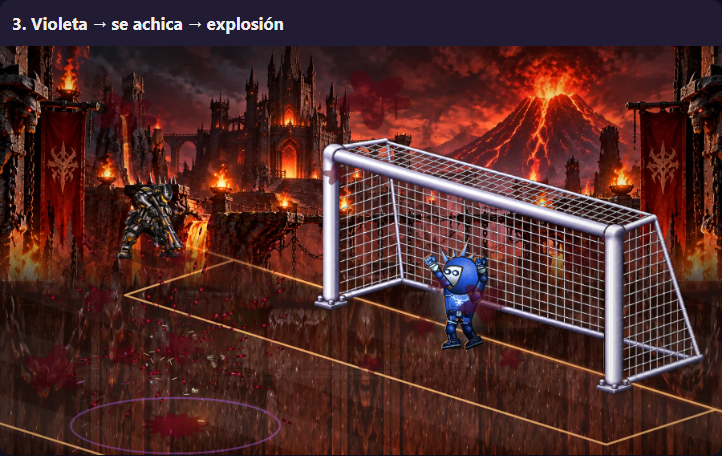 3. Violeta → se achica → explosión